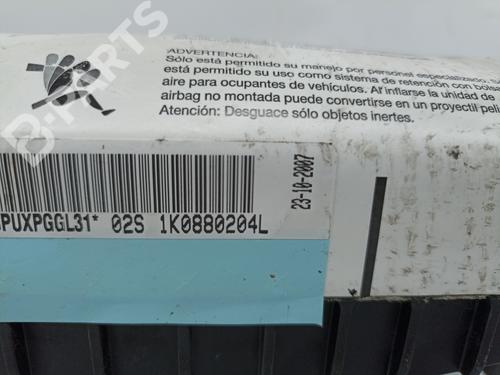 B-PARTS
ADVERTENCIA:
Sólo está permitido su manejo por personal especializado.
está permitido su uso como sistema de retención con bolsa
aire para ocupantes de vehículos. Al inflarse la unidad de
airbag no montada puede convertirse en un proyectil
Atención: Desguace sólo objetos inertes.
PUXPGGL31* 02S 1K0880204L
23-10-2007